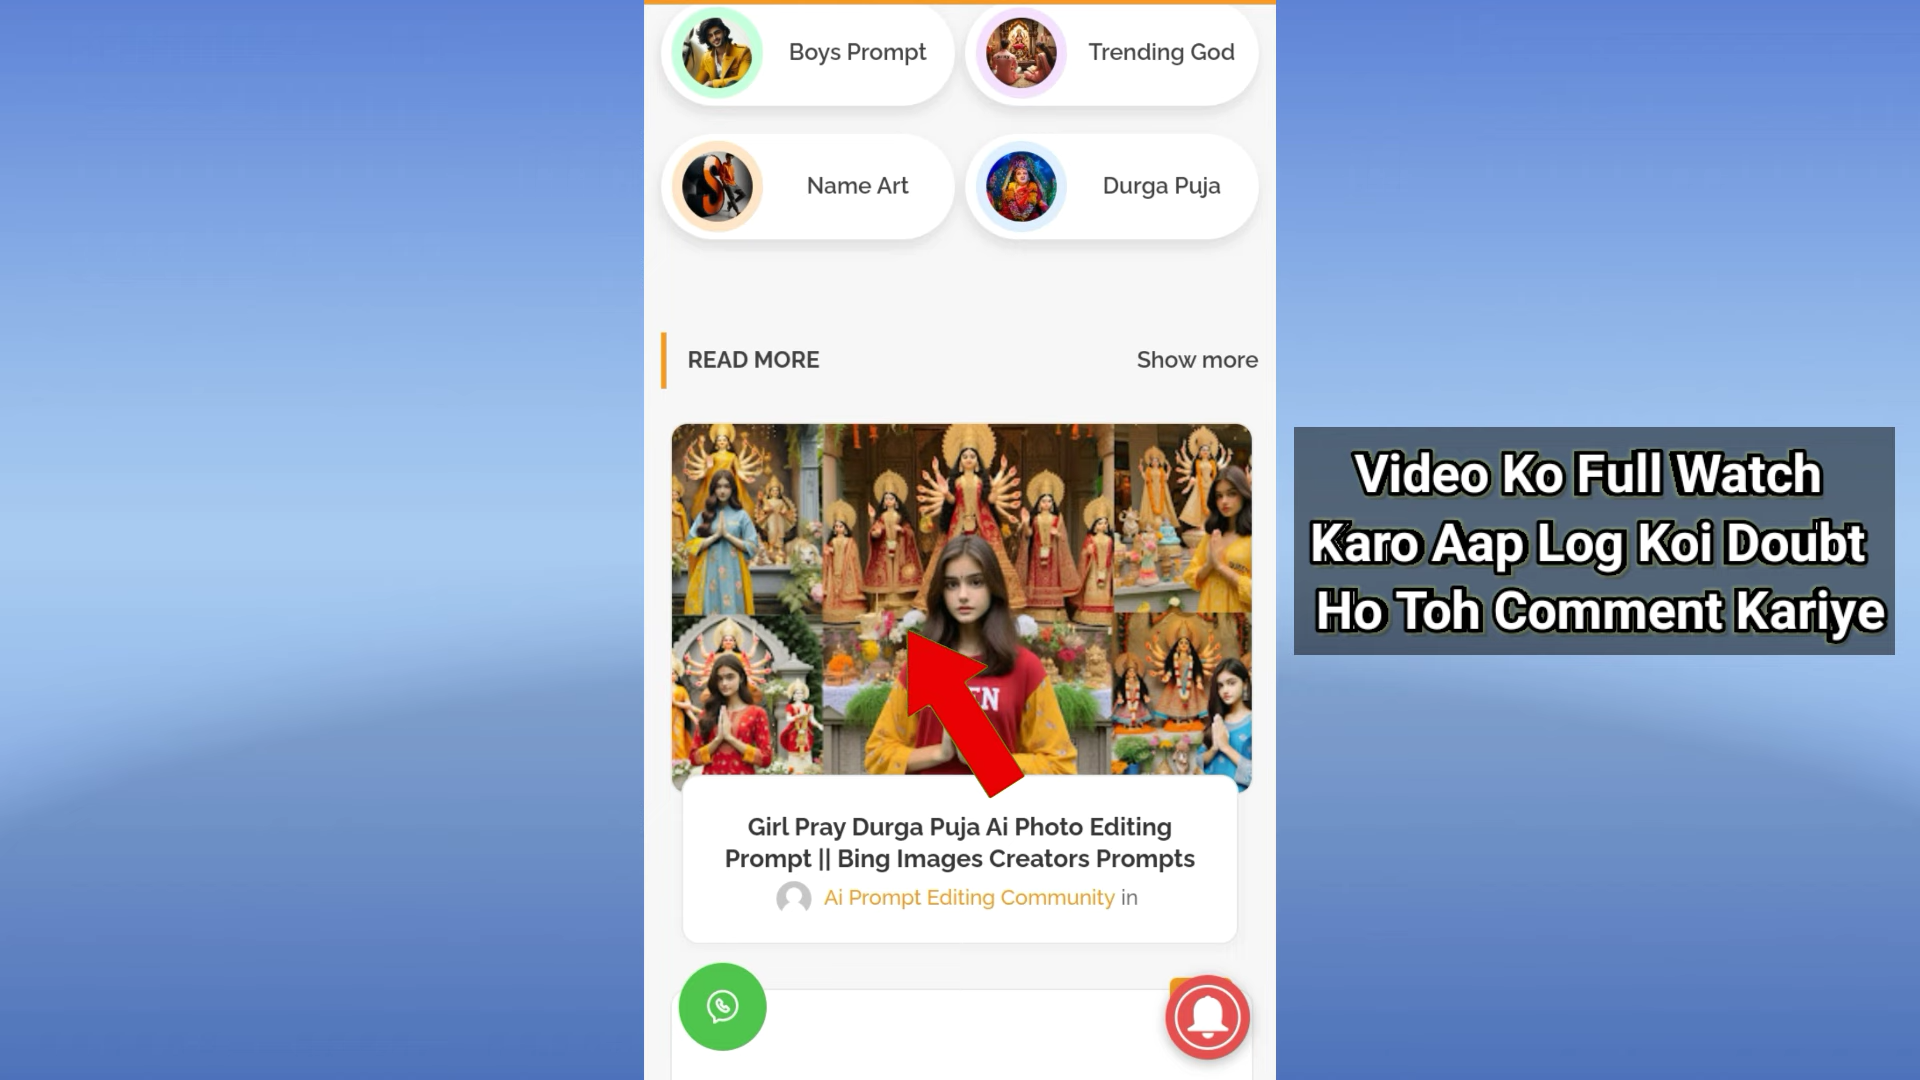 Boys Prompt
Trending God
Name Art
Durga Puja
READ MORE
Show more
Girl Pray Durga Puja Ai Photo Editing
Prompt || Bing Images Creators Prompts
Ai Prompt Editing Community in
Video Ko Full Watch
Karo Aap Log Koi Doubt
Ho Toh Comment Kariye